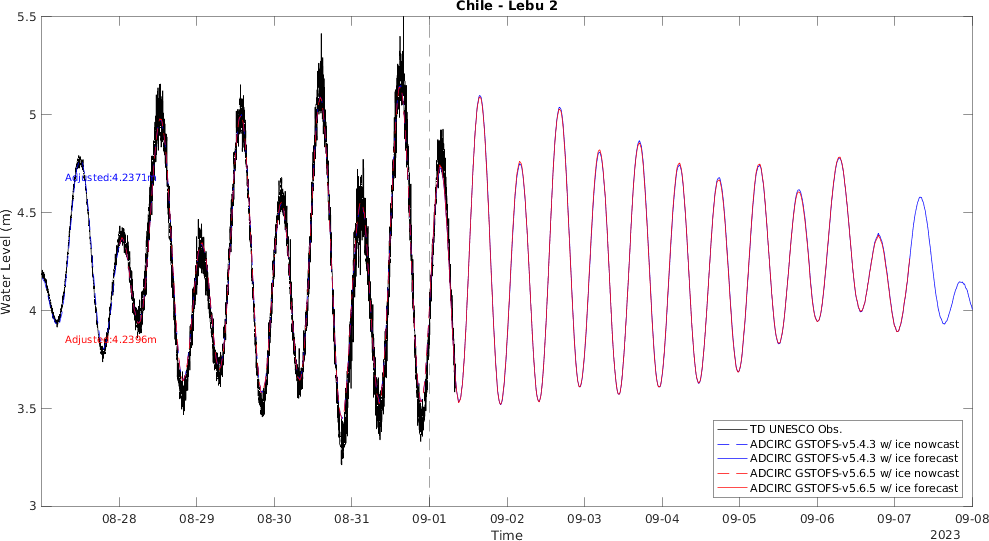 Chile - Lebu 2
5.5
5
4.5
4
3.5
3
Water Level (m)
Adjusted:4.2371m
Adjusted:4.2396m
TD UNESCO Obs.
ADCIRC GSTOFS-v5.4.3 w/ ice nowcast
ADCIRC GSTOFS-v5.4.3 w/ ice forecast
ADCIRC GSTOFS-v5.6.5 w/ ice nowcast
ADCIRC GSTOFS-v5.6.5 w/ ice forecast
08-28 08-29 08-30 08-31 09-01 09-02 09-03 09-04 09-05 09-06 09-07 09-08
Time
2023